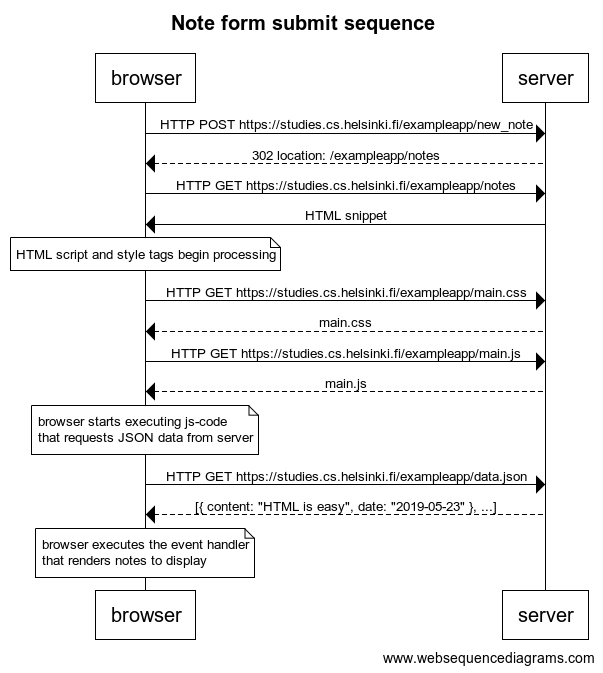 Note form submit sequence
browser
server
HTTP POST https://studies.cs.helsinki.fi/exampleapp/new_note
302 location: /exampleapp/notes
HTTP GET https://studies.cs.helsinki.fi/exampleapp/notes
HTML snippet
HTML script and style tags begin processing
HTTP GET https://studies.cs.helsinki.fi/exampleapp/main.css
main.css
HTTP GET https://studies.cs.helsinki.fi/exampleapp/main.js
main.js
browser starts executing js-code
that requests JSON data from server
HTTP GET https://studies.cs.helsinki.fi/exampleapp/data.json
[{ content: "HTML is easy", date: "2019-05-23" }, ...]
browser executes the event handler
that renders notes to display
browser
server
www.websequencediagrams.com